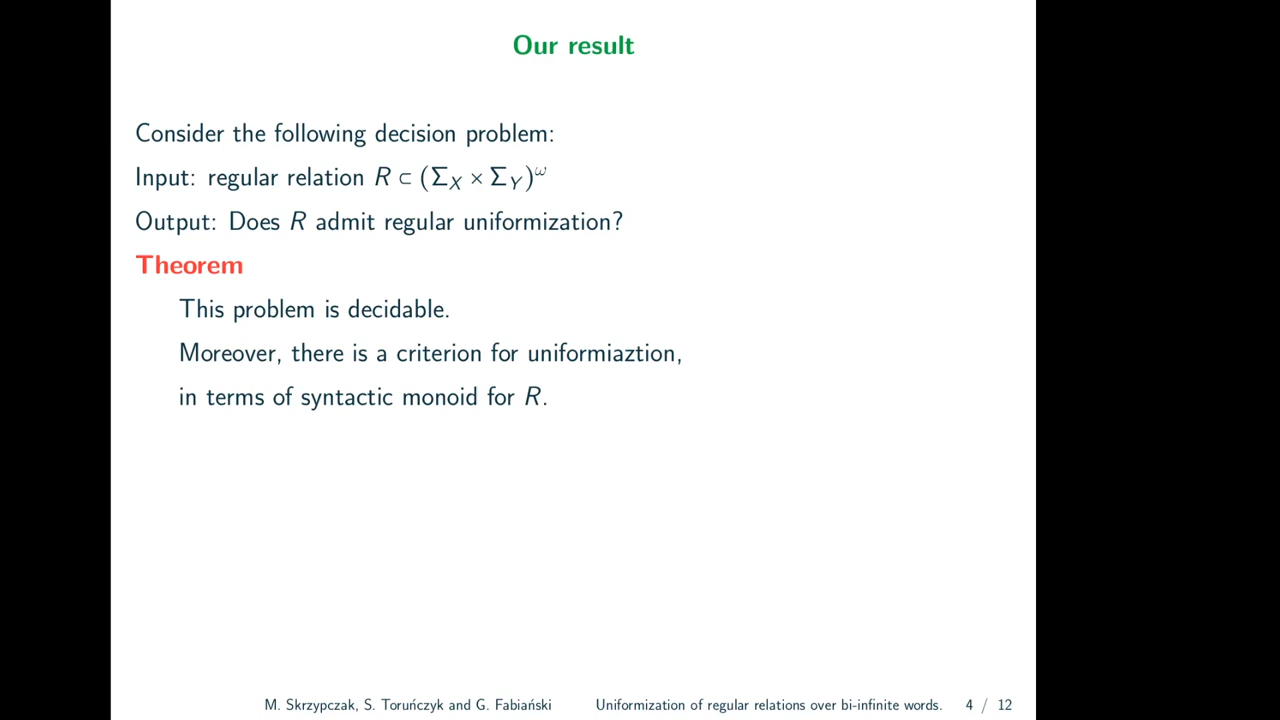 Our result
Consider the following decision problem:
Input: regular relation R ⊂ (Σ_X × Σ_Y)^ω
Output: Does R admit regular uniformization?
Theorem
This problem is decidable.
Moreover, there is a criterion for uniformiaztion,
in terms of syntactic monoid for R.
M. Skrzypczak, S. Toruńczyk and G. Fabiański Uniformization of regular relations over bi-infinite words. 4 / 12